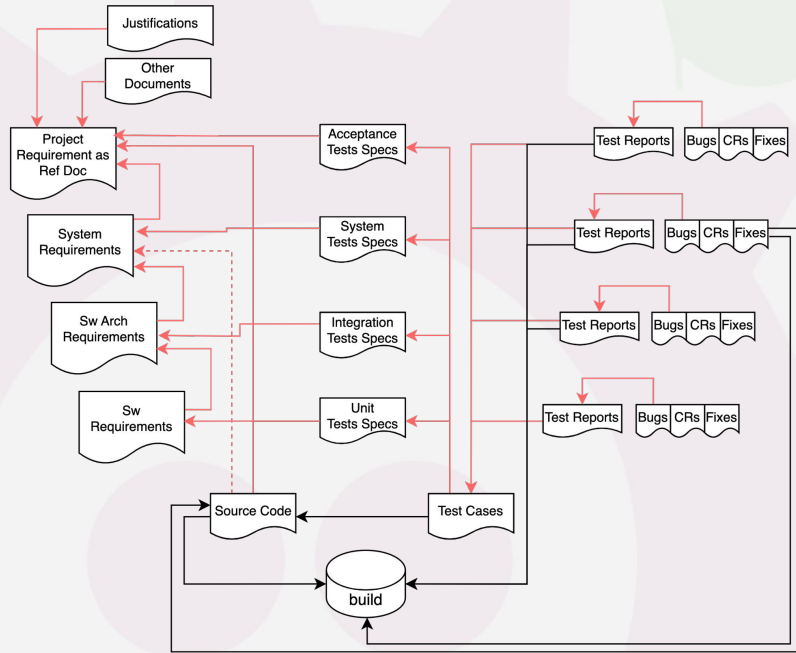 Justifications
Other
Documents
Project
Requirement as
Ref Doc
Acceptance
Tests Specs
Test Reports
Bugs
CRs
Fixes
System
Requirements
System
Tests Specs
Test Reports
Bugs
CRs
Fixes
Sw Arch
Requirements
Integration
Tests Specs
Test Reports
Bugs
CRs
Fixes
Sw
Requirements
Unit
Tests Specs
Test Reports
Bugs
CRs
Fixes
Source Code
Test Cases
build